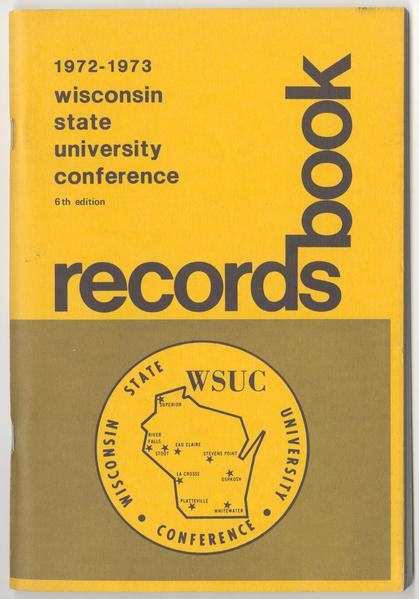 1972-1973
wisconsin
state
university
conference
6th edition
records
book
WISNCOCSIN STATE UNIVERSITY
• CONFERENCE •
WSUC
SUPERIOR
RIVER
FALLS
STOUT
EAU CLAIRE
STEVENS POINT
LA CROSSE
OSHKOSH
PLATTEVILLE
WHITEWATER